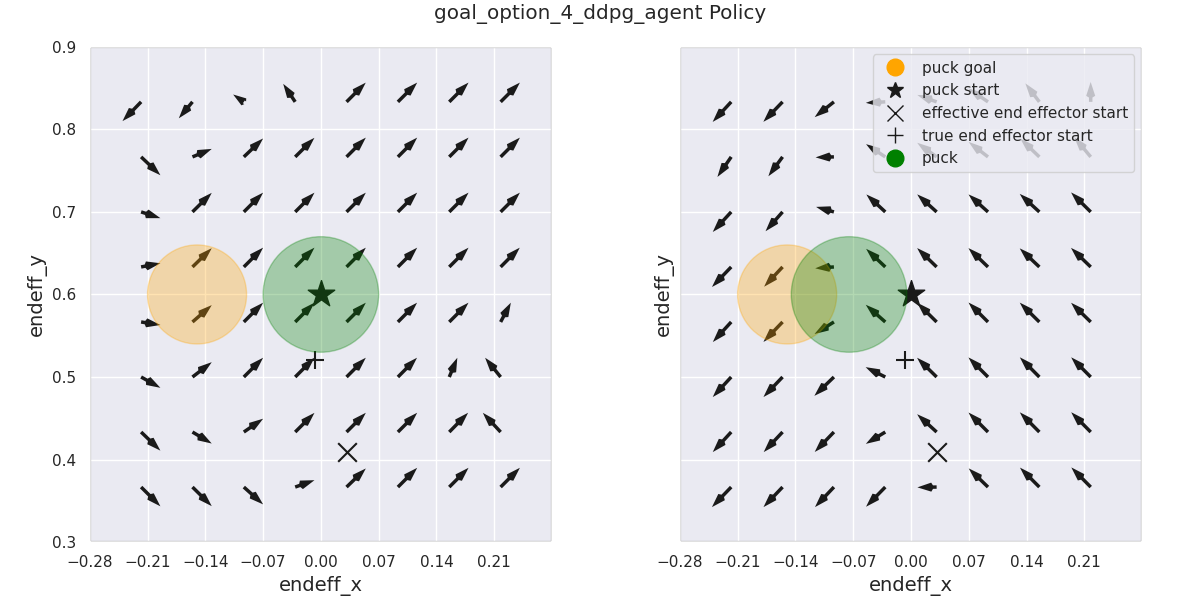 goal_option_4_ddpg_agent Policy
0.9
0.8
0.7
0.6
0.5
0.4
0.3
endeff_y
−0.28 −0.21 −0.14 −0.07 0.00 0.07 0.14 0.21
endeff_x
puck goal
puck start
effective end effector start
true end effector start
puck
endeff_y
−0.28 −0.21 −0.14 −0.07 0.00 0.07 0.14 0.21
endeff_x